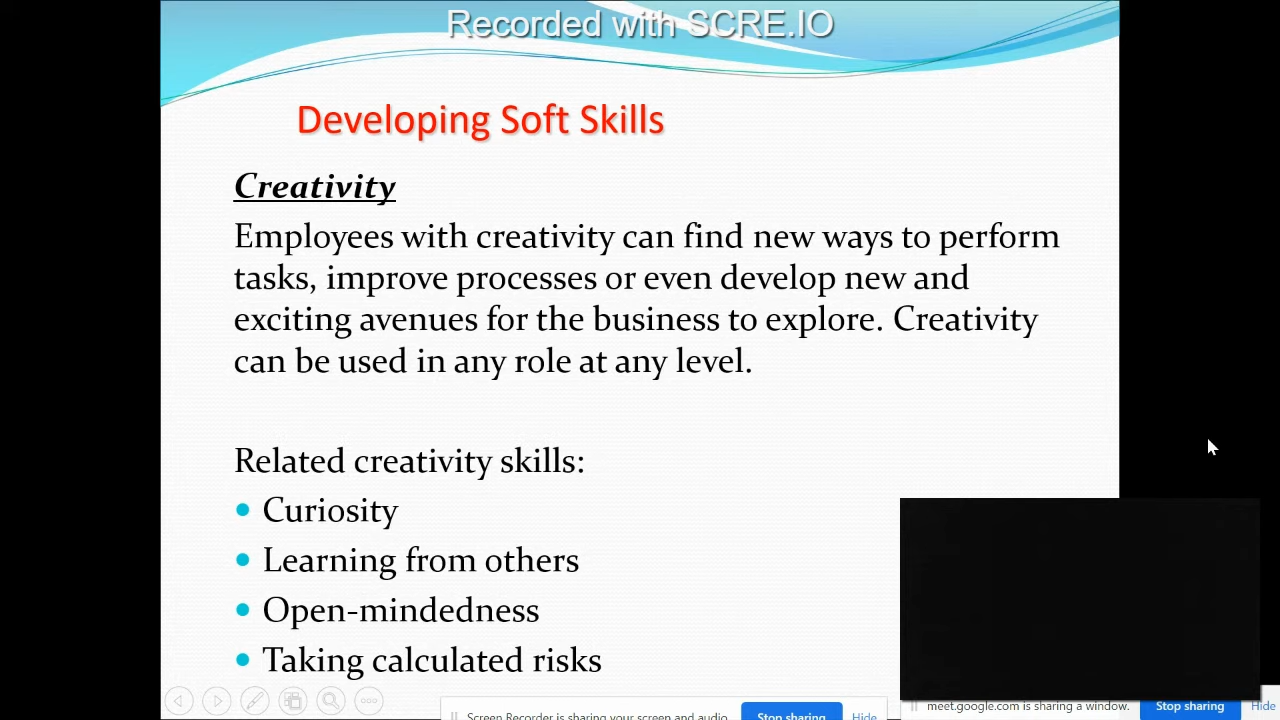 Recorded with SCRE.IO
Developing Soft Skills
Creativity
Employees with creativity can find new ways to perform
tasks, improve processes or even develop new and
exciting avenues for the business to explore. Creativity
can be used in any role at any level.
Related creativity skills:
Curiosity
Learning from others
Open-mindedness
Taking calculated risks
Screen Recorder is sharing your screen and audio. Stop sharing Hide
meet.google.com is sharing a window. Stop sharing Hide